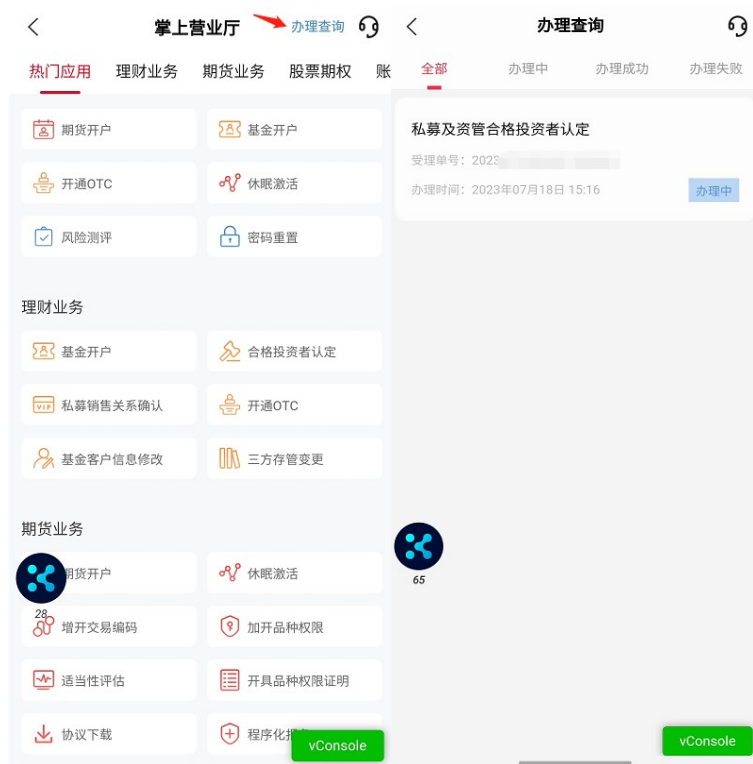 掌上营业厅
办理查询
热门应用
理财业务
期货业务
股票期权
账
期货开户
基金开户
开通OTC
休眠激活
风险测评
密码重置
理财业务
基金开户
合格投资者认定
VIP
私募销售关系确认
开通OTC
基金客户信息修改
三方存管变更
期货业务
期货开户
休眠激活
28
增开交易编码
加开品种权限
适当性评估
开具品种权限证明
协议下载
程序化
vConsole
办理查询
全部
办理中
办理成功
办理失败
私募及资管合格投资者认定
受理单号：2023
办理时间：2023年07月18日 15:16
办理中
65
vConsole